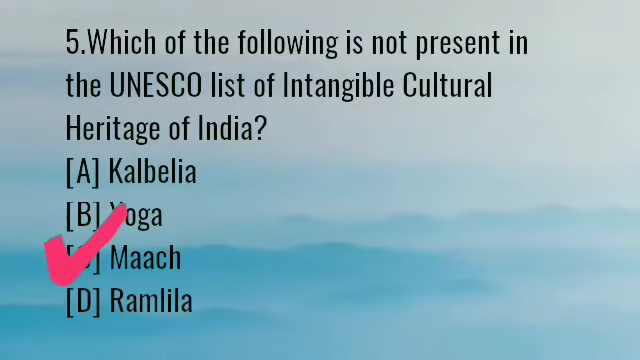 5.Which of the following is not present in
the UNESCO list of Intangible Cultural
Heritage of India?
[A] Kalbelia
[B] Yoga
[C] Maach
[D] Ramlila